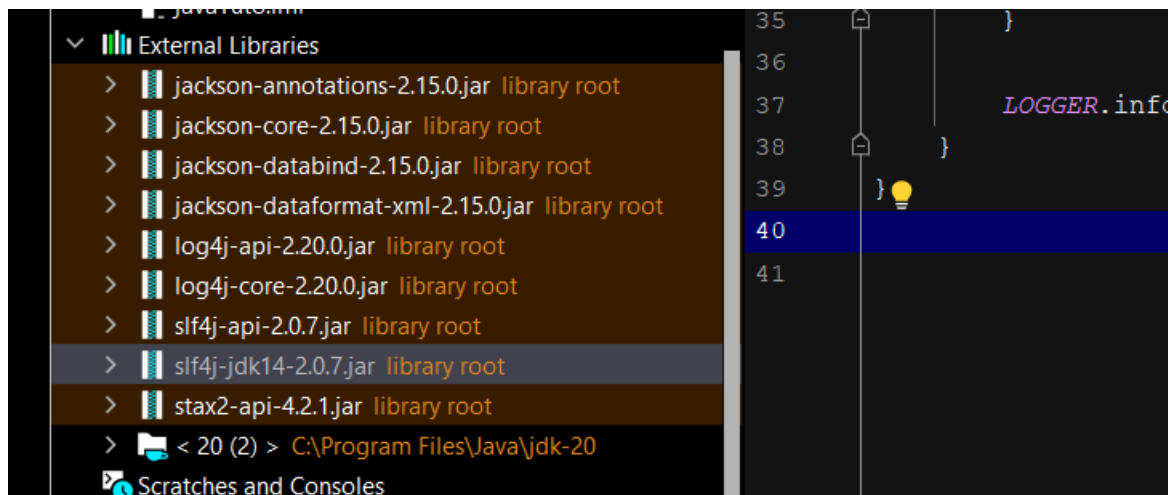 javaTuto.iml
External Libraries
jackson-annotations-2.15.0.jar library root
jackson-core-2.15.0.jar library root
jackson-databind-2.15.0.jar library root
jackson-dataformat-xml-2.15.0.jar library root
log4j-api-2.20.0.jar library root
log4j-core-2.20.0.jar library root
slf4j-api-2.0.7.jar library root
slf4j-jdk14-2.0.7.jar library root
stax2-api-4.2.1.jar library root
< 20 (2) > C:\Program Files\Java\jdk-20
Scratches and Consoles
35 }
36
37 LOGGER.info
38 }
39 }
40
41